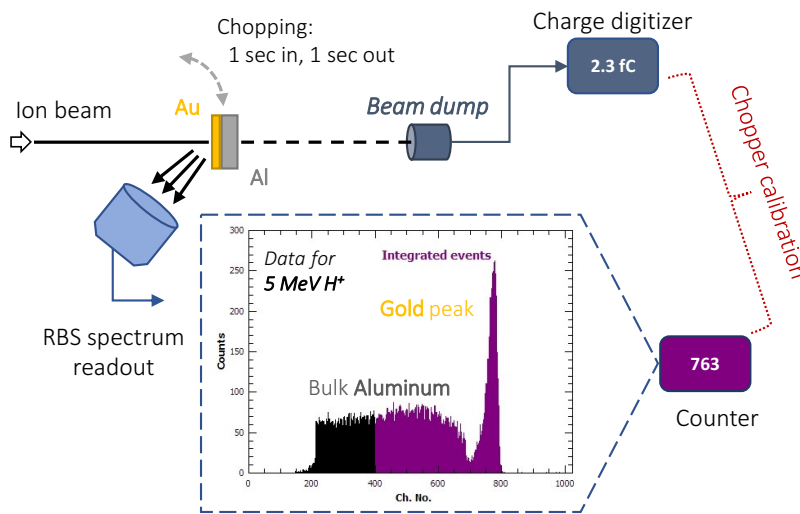 Chopping:
1 sec in, 1 sec out
Charge digitizer
2.3 fC
Ion beam
Au
Beam dump
Al
Chopper calibration
RBS spectrum
readout
Data for
5 MeV H⁺
Integrated events
Gold peak
Bulk Aluminum
Counts
300
250
200
150
100
50
0
0
200
400
600
800
1000
Ch. No.
763
Counter